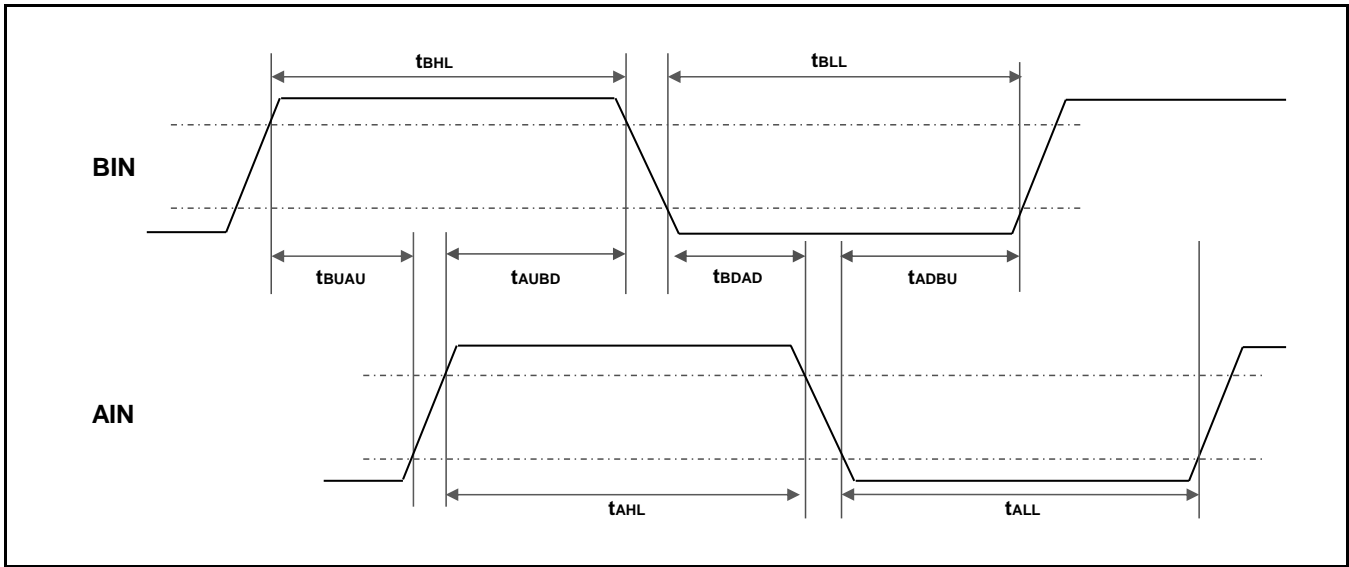 tBHL
tBLL
BIN
tBUAU
tAUBD
tBDAD
tADBU
AIN
tAHL
tALL